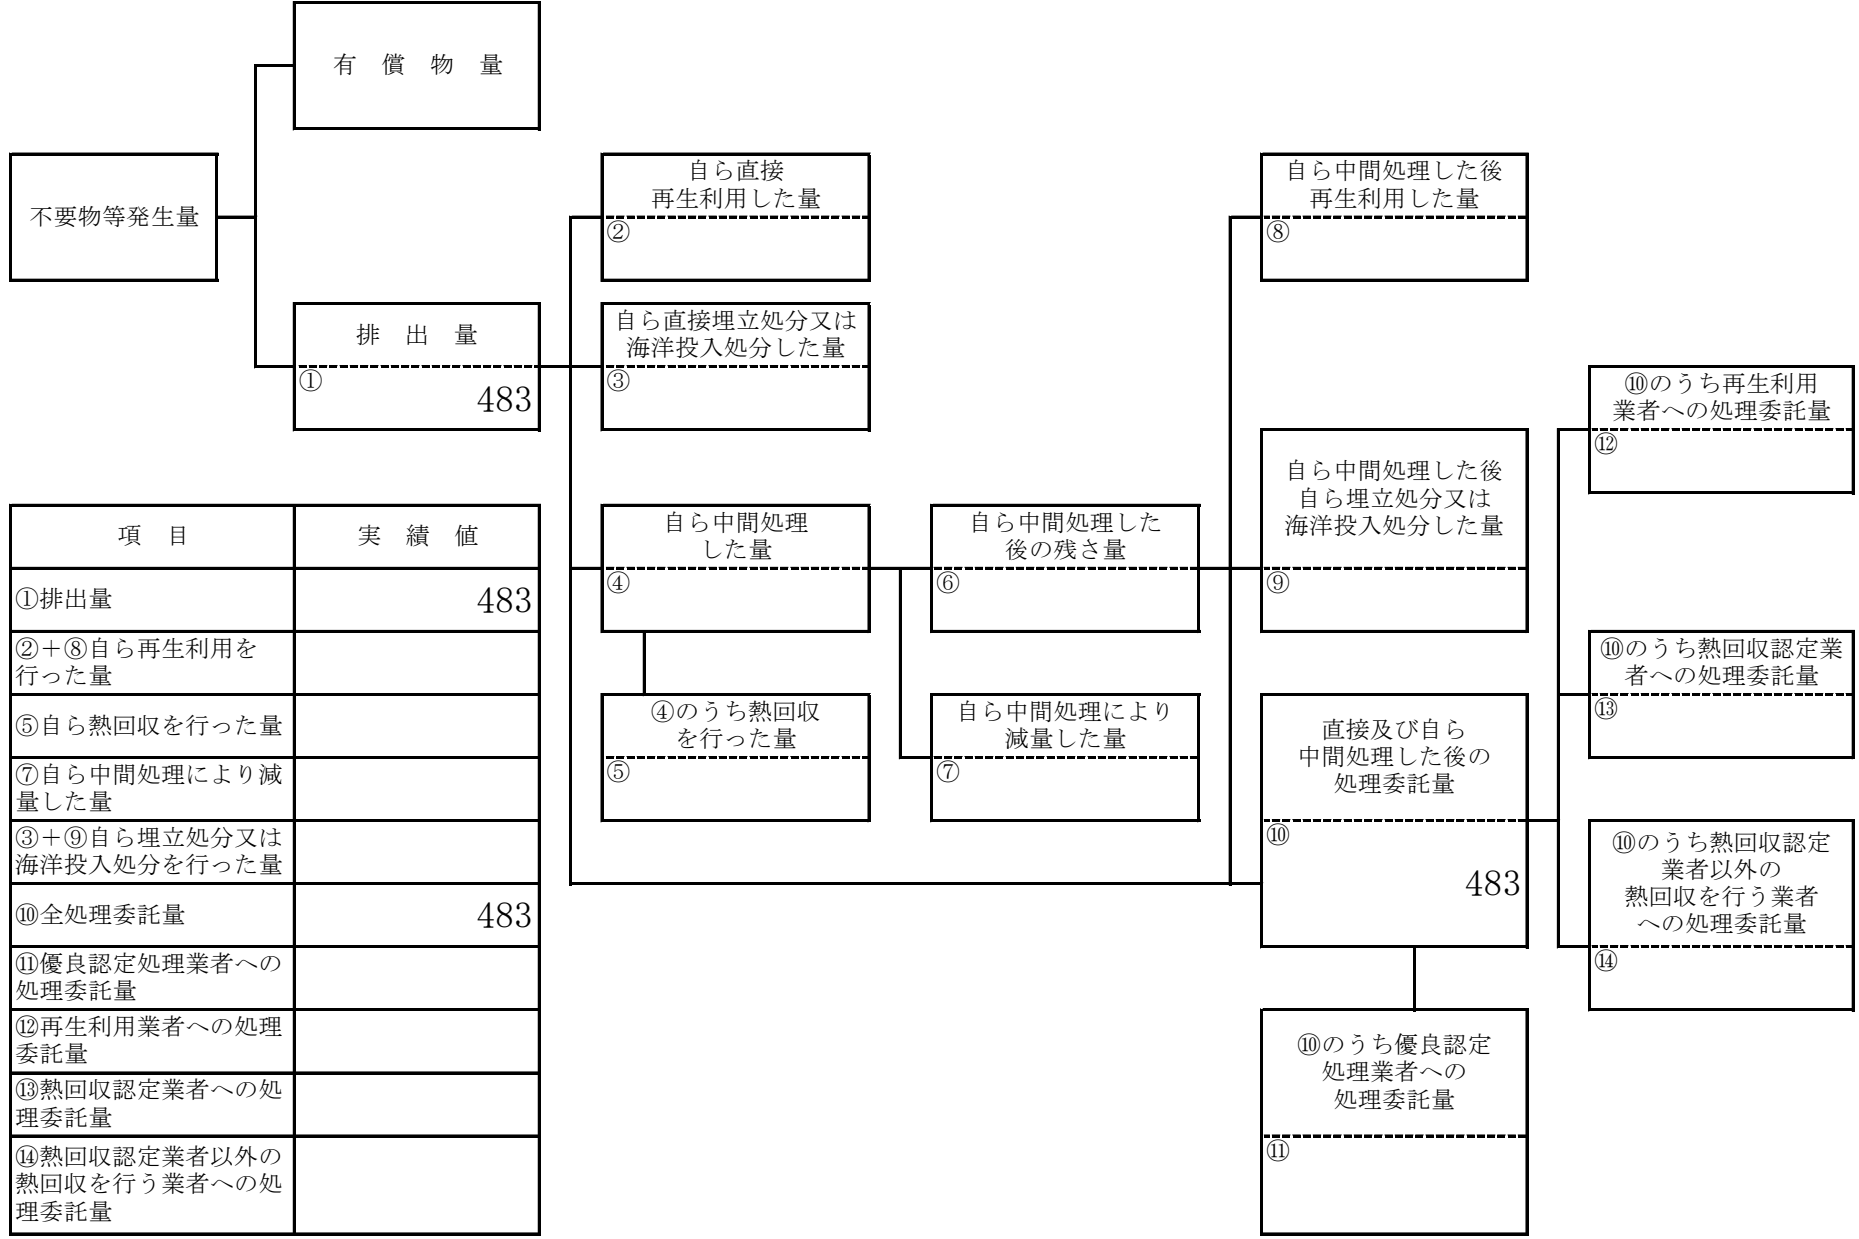 有　償　物　量
不要物等発生量
排　出　量
①
483
自ら直接
再生利用した量
②
自ら直接埋立処分又は
海洋投入処分した量
③
自ら中間処理
した量
④
④のうち熱回収
を行った量
⑤
自ら中間処理した
後の残さ量
⑥
自ら中間処理により
減量した量
⑦
自ら中間処理した後
再生利用した量
⑧
自ら中間処理した後
自ら埋立処分又は
海洋投入処分した量
⑨
直接及び自ら
中間処理した後の
処理委託量
⑩
483
⑩のうち優良認定
処理業者への
処理委託量
⑪
⑩のうち再生利用
業者への処理委託量
⑫
⑩のうち熱回収認定業
者への処理委託量
⑬
⑩のうち熱回収認定
業者以外の
熱回収を行う業者
への処理委託量
⑭
項　目
実　績　値
①排出量
483
②＋⑧自ら再生利用を
行った量
⑤自ら熱回収を行った量
⑦自ら中間処理により減
量した量
③＋⑨自ら埋立処分又は
海洋投入処分を行った量
⑩全処理委託量
483
⑪優良認定処理業者への
処理委託量
⑫再生利用業者への処理
委託量
⑬熱回収認定業者への処
理委託量
⑭熱回収認定業者以外の
熱回収を行う業者への処
理委託量